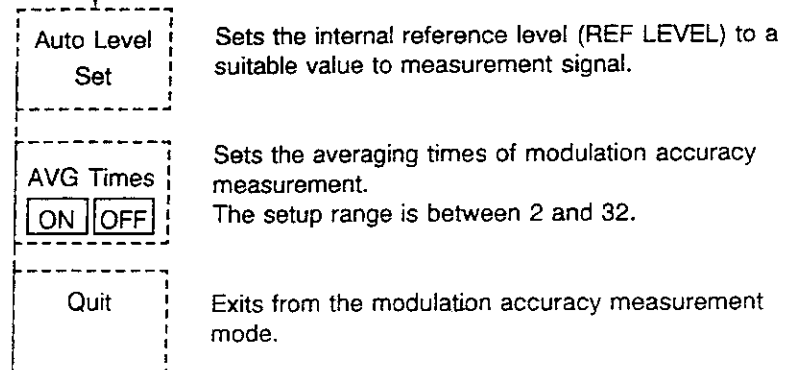 Auto Level
Set
Sets the internal reference level (REF LEVEL) to a
suitable value to measurement signal.
AVG Times
ON OFF
Sets the averaging times of modulation accuracy
measurement.
The setup range is between 2 and 32.
Quit
Exits from the modulation accuracy measurement
mode.